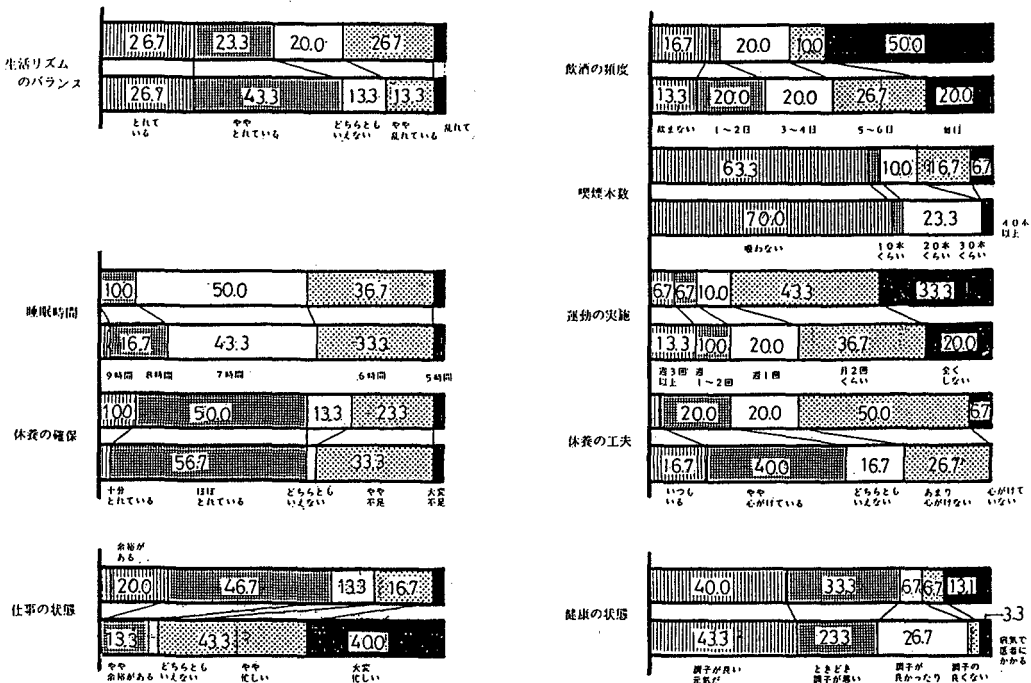 生活リズム
のバランス
26.7 23.3 20.0 26.7
26.7 43.3 13.3 13.3
とれて
いる
やや
とれている
どちらとも
いえない
やや
乱れている
乱れて
睡眠時間
10.0 50.0 36.7
16.7 43.3 33.3
9時間 8時間 7時間 6時間 5時間
休養の確保
10.0 50.0 13.3 23.3
56.7 33.3
十分
とれている
ほぼ
とれている
どちらとも
いえない
やや
不足
大変
不足
余裕が
ある
仕事の状態
20.0 46.7 13.3 16.7
13.3 43.3 40.0
やや
余裕がある
どちらとも
いえない
やや
忙しい
大変
忙しい
飲酒の頻度
16.7 20.0 10.0 50.0
13.3 20.0 20.0 26.7 20.0
飲まない 1〜2日 3〜4日 5〜6日 毎日
喫煙本数
63.3 10.0 16.7 6.7
70.0 23.3
吸わない
10本
くらい
20本
くらい
30本
くらい
40本
以上
運動の実施
6.7 6.7 10.0 43.3 33.3
13.3 10.0 20.0 36.7 20.0
週3回
以上
週
1〜2回
週1回
月2回
くらい
全く
しない
休養の工夫
20.0 20.0 50.0 6.7
16.7 40.0 16.7 26.7
いつも
いる
やや
心がけている
どちらとも
いえない
あまり
心がけない
心がけて
いない
健康の状態
40.0 33.3 6.7 6.7 13.1
43.3 23.3 26.7
3.3
調子が良い
元気だ
ときどき
調子が悪い
調子が
良かったり
調子の
良くない
病気で
医者に
かかる